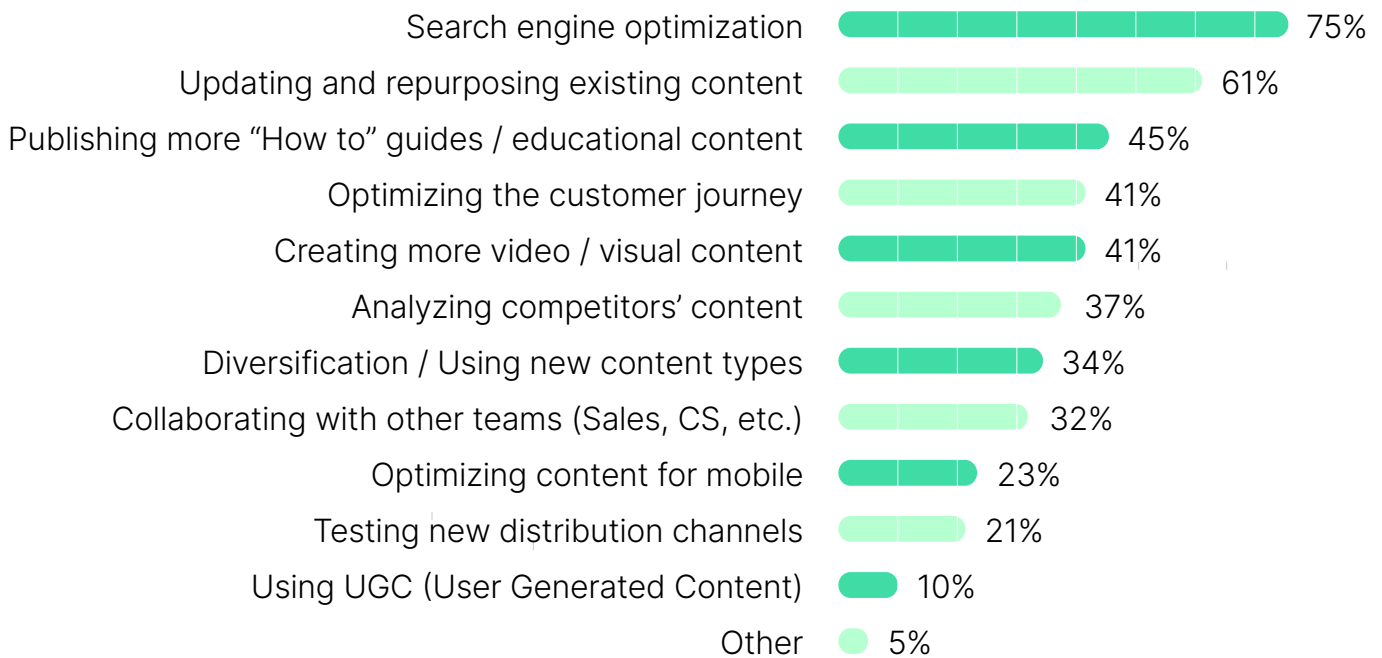 Search engine optimization 75%
Updating and repurposing existing content 61%
Publishing more “How to” guides / educational content 45%
Optimizing the customer journey 41%
Creating more video / visual content 41%
Analyzing competitors’ content 37%
Diversification / Using new content types 34%
Collaborating with other teams (Sales, CS, etc.) 32%
Optimizing content for mobile 23%
Testing new distribution channels 21%
Using UGC (User Generated Content) 10%
Other 5%